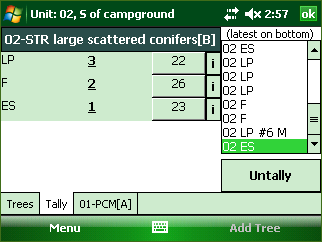 Unit: 02, S of campground 2:57 ok
02-STR large scattered conifers[B]
LP 3 22 i
F 2 26 i
ES 1 23 i
(latest on bottom)
02 ES
02 LP
02 LP
02 LP
02 F
02 F
02 LP #6 M
02 ES
Untally
Trees Tally 01-PCM[A]
Menu Add Tree